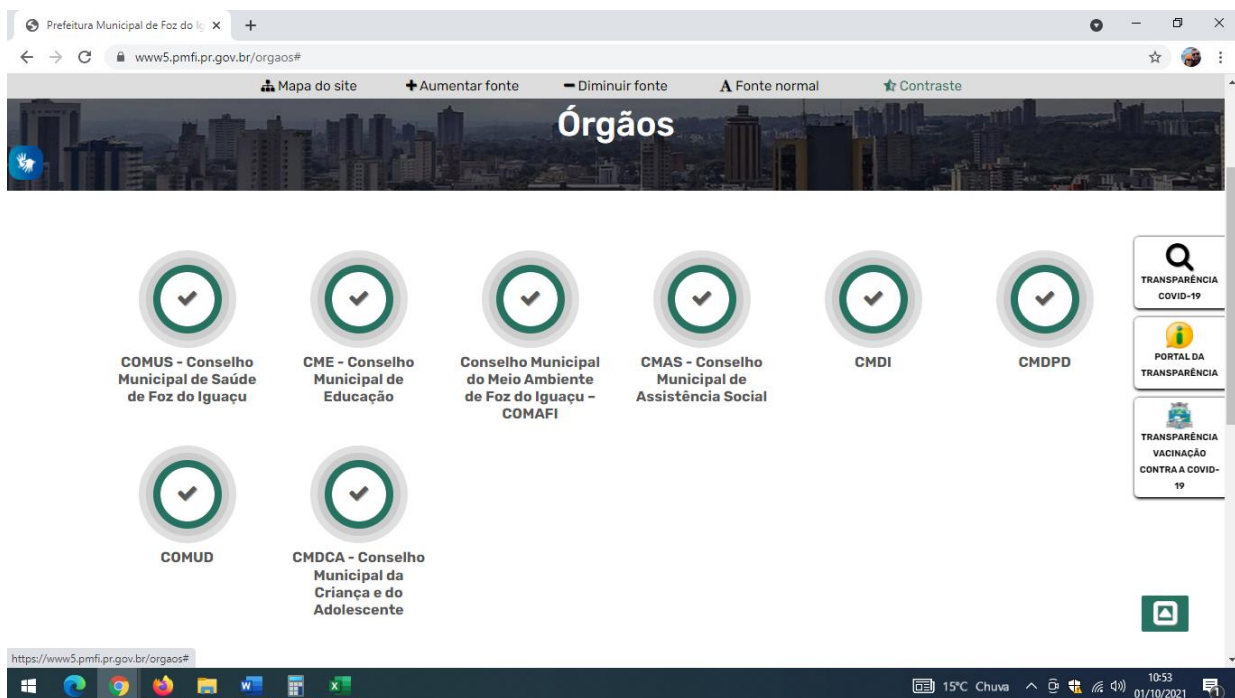 Prefeitura Municipal de Foz do Ig
www5.pmfi.pr.gov.br/orgaos#
Mapa do site
Aumentar fonte
Diminuir fonte
A Fonte normal
Contraste
Órgãos
COMUS - Conselho
Municipal de Saúde
de Foz do Iguaçu
CME - Conselho
Municipal de
Educação
Conselho Municipal
do Meio Ambiente
de Foz do Iguaçu –
COMAFI
CMAS - Conselho
Municipal de
Assistência Social
CMDI
CMDPD
COMUD
CMDCA - Conselho
Municipal da
Criança e do
Adolescente
TRANSPARÊNCIA
COVID-19
PORTAL DA
TRANSPARÊNCIA
TRANSPARÊNCIA
VACINAÇÃO
CONTRA A COVID-
19
https://www5.pmfi.pr.gov.br/orgaos#
15°C Chuva
10:53
01/10/2021